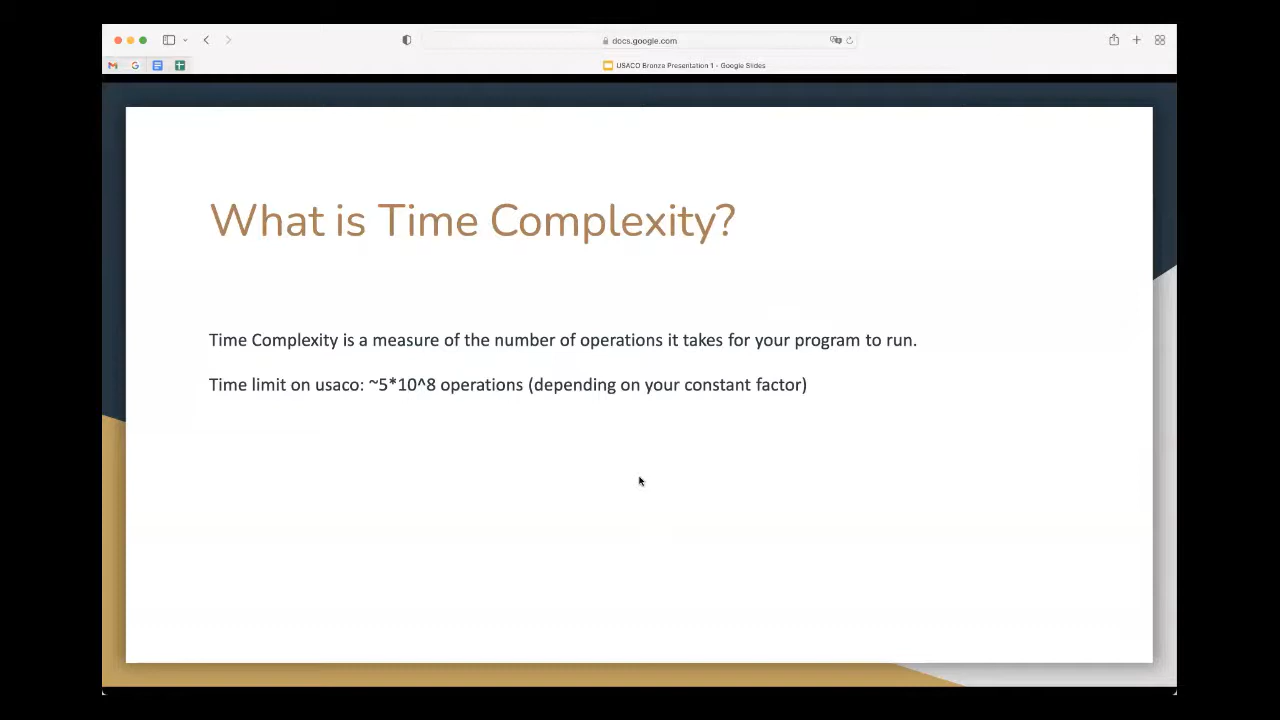 docs.google.com
USACO Bronze Presentation 1 - Google Slides
What is Time Complexity?
Time Complexity is a measure of the number of operations it takes for your program to run.
Time limit on usaco: ~5*10^8 operations (depending on your constant factor)